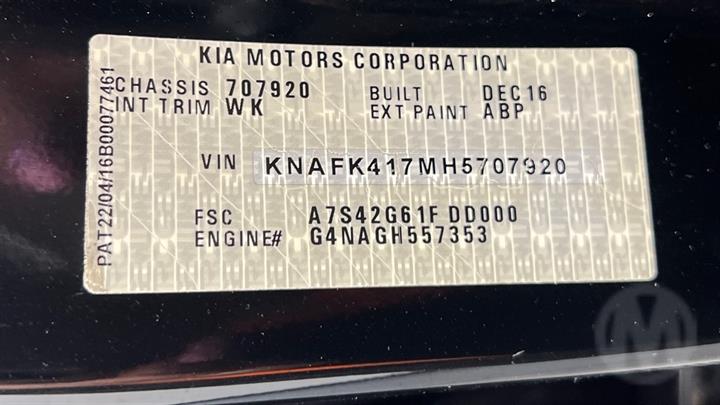 KIA MOTORS CORPORATION
CHASSIS 707920 BUILT DEC16
INT TRIM WK EXT PAINT ABP
VIN KNAFK417MH5707920
FSC A7S42G61F DD000
ENGINE# G4NAGH557353
PAT22/04/16B00077461
M